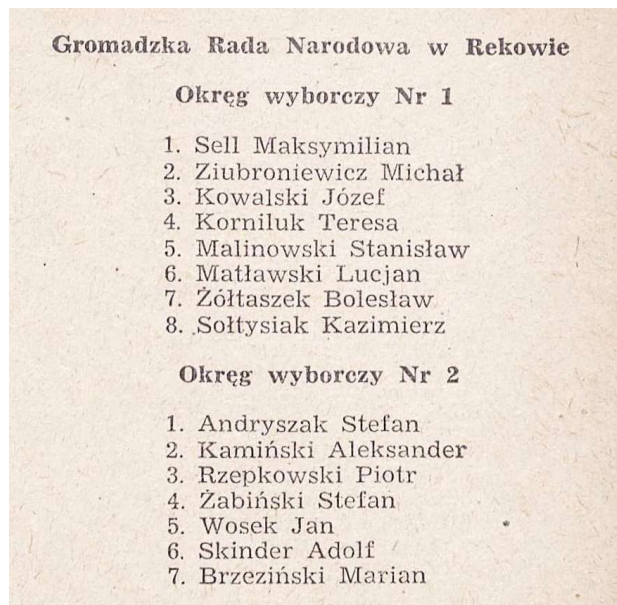 Gromadzka Rada Narodowa w Rekowie
Okręg wyborczy Nr 1
1. Sell Maksymilian
2. Ziubroniewicz Michał
3. Kowalski Józef
4. Korniluk Teresa
5. Malinowski Stanisław
6. Matławski Lucjan
7. Żółtaszek Bolesław
8. Sołtysiak Kazimierz
Okręg wyborczy Nr 2
1. Andryszak Stefan
2. Kamiński Aleksander
3. Rzepkowski Piotr
4. Żabiński Stefan
5. Wosek Jan
6. Skinder Adolf
7. Brzeziński Marian